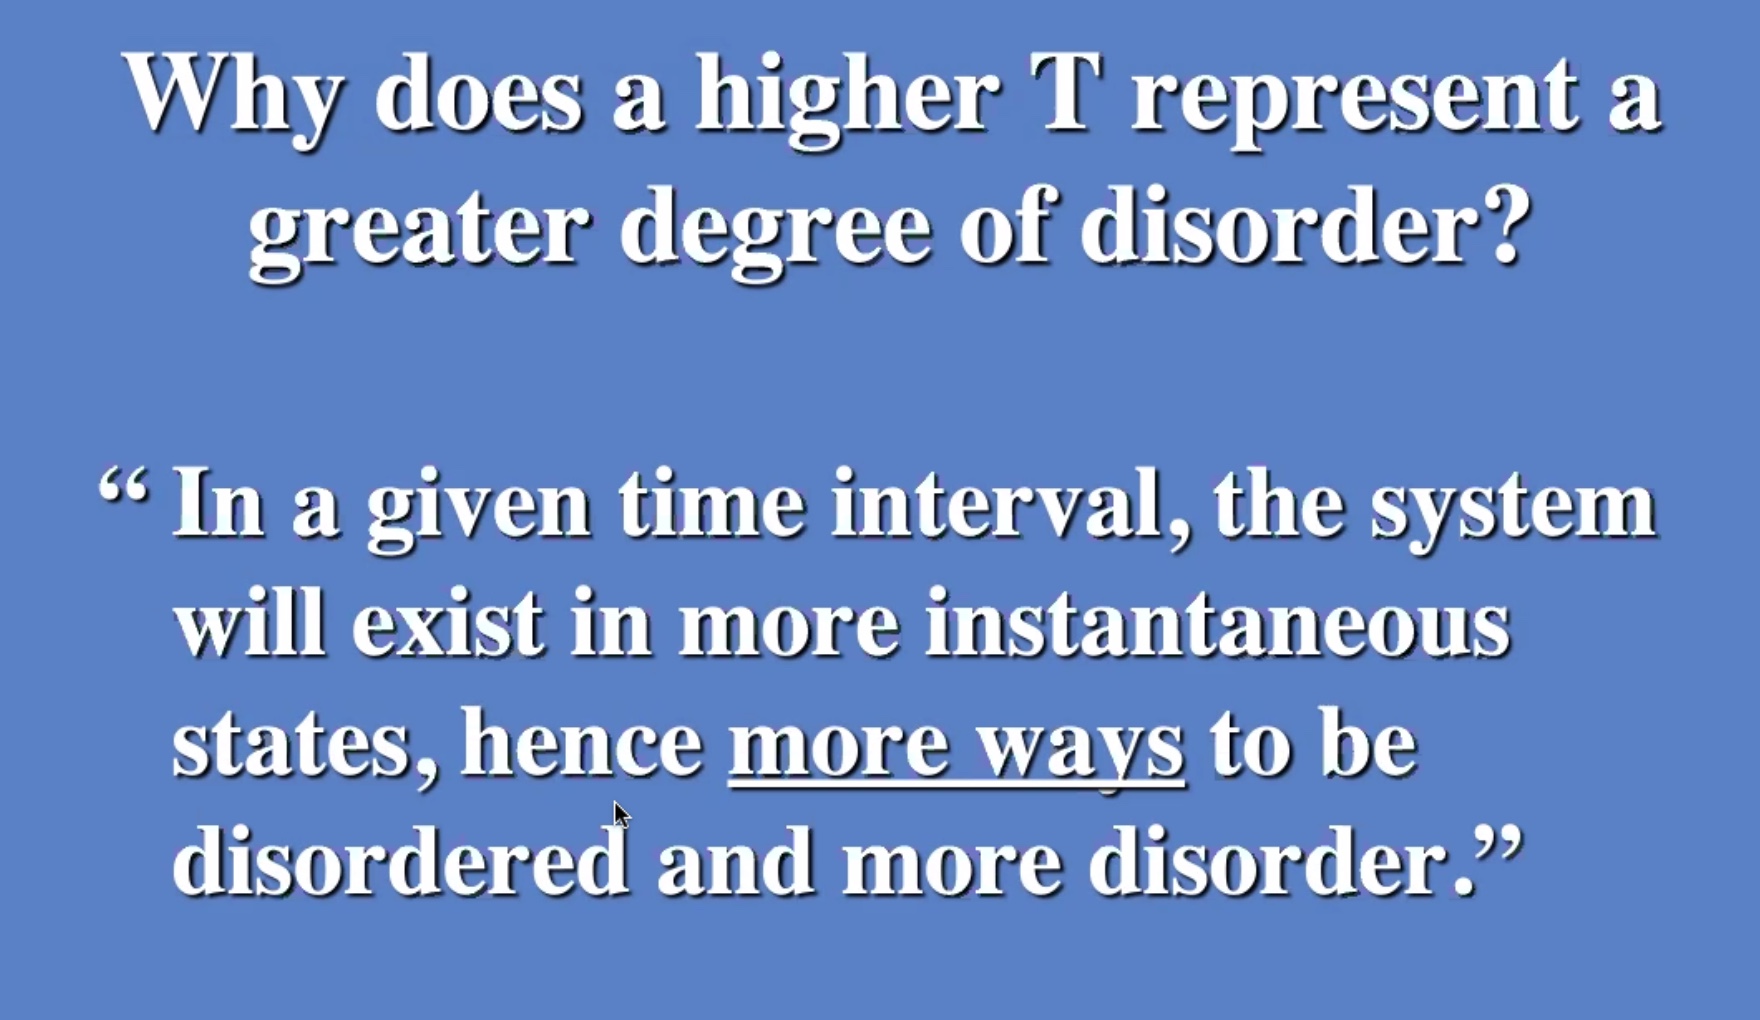 Why does a higher T represent a
greater degree of disorder?
“ In a given time interval, the system
will exist in more instantaneous
states, hence more ways to be
disordered and more disorder.”